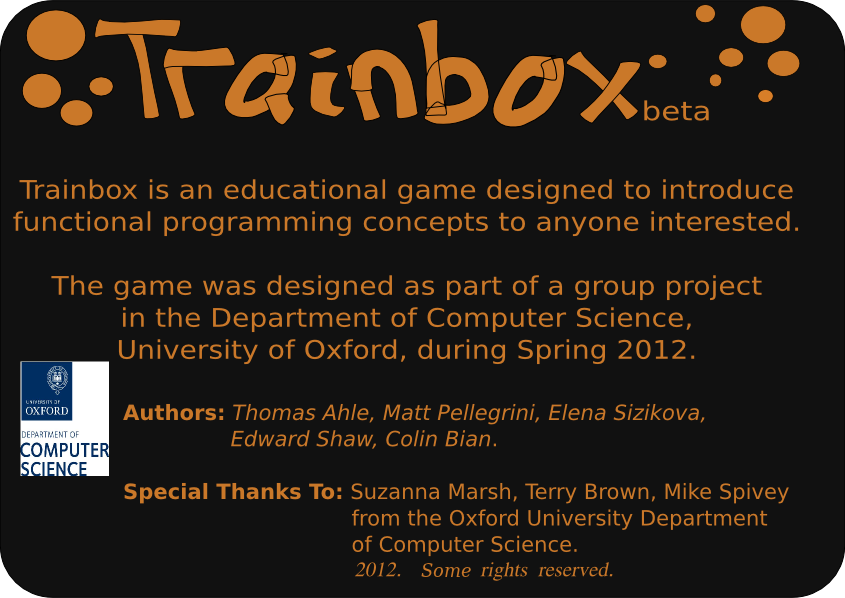 Trainbox
beta
Trainbox is an educational game designed to introduce
functional programming concepts to anyone interested.
The game was designed as part of a group project
in the Department of Computer Science,
University of Oxford, during Spring 2012.
UNIVERSITY OF
OXFORD
DEPARTMENT OF
COMPUTER
SCIENCE
Authors: Thomas Ahle, Matt Pellegrini, Elena Sizikova,
Edward Shaw, Colin Bian.
Special Thanks To: Suzanna Marsh, Terry Brown, Mike Spivey
from the Oxford University Department
of Computer Science.
2012. Some rights reserved.